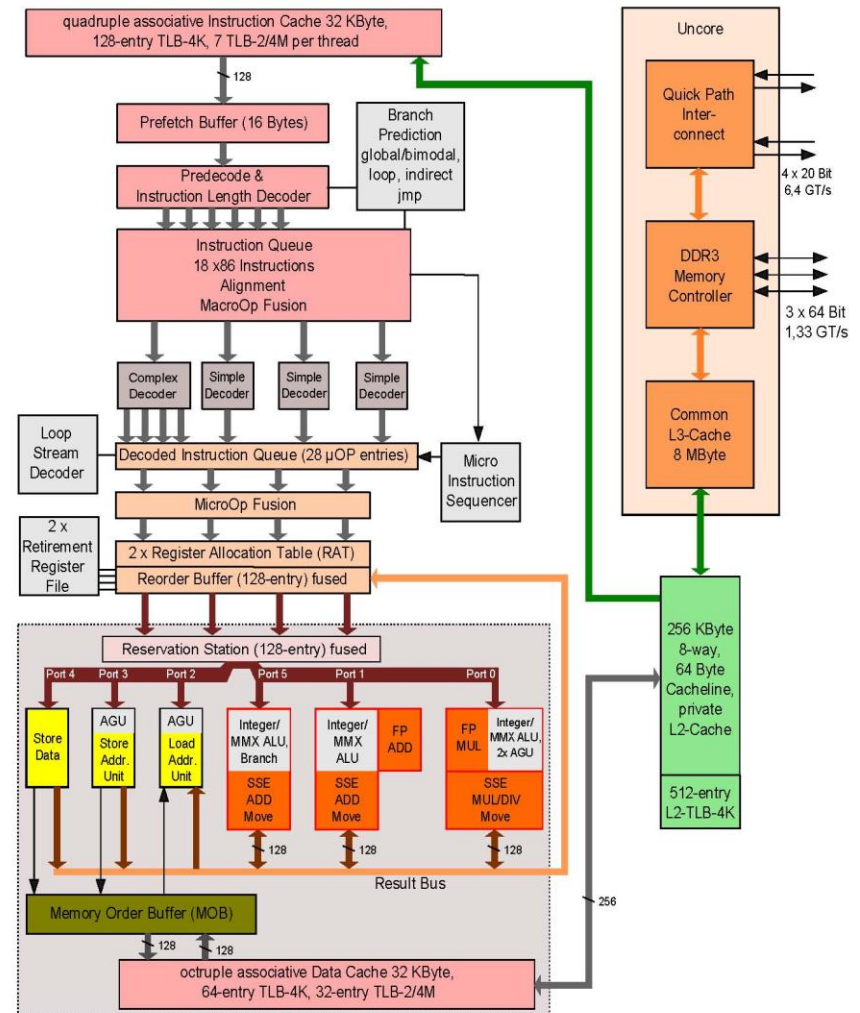 quadruple associative Instruction Cache 32 KByte,
128-entry TLB-4K, 7 TLB-2/4M per thread
128
Prefetch Buffer (16 Bytes)
Branch
Prediction
global/bimodal,
loop, indirect
jmp
Predecode &
Instruction Length Decoder
Instruction Queue
18 x86 Instructions
Alignment
MacroOp Fusion
Complex
Decoder
Simple
Decoder
Simple
Decoder
Simple
Decoder
Loop
Stream
Decoder
Decoded Instruction Queue (28 µOP entries)
Micro
Instruction
Sequencer
MicroOp Fusion
2 x
Retirement
Register
File
2 x Register Allocation Table (RAT)
Reorder Buffer (128-entry) fused
Reservation Station (128-entry) fused
Port 4
Port 3
Port 2
Port 5
Port 1
Port 0
Store
Data
AGU
Store
Addr.
Unit
AGU
Load
Addr.
Unit
Integer/
MMX ALU,
Branch
SSE
ADD
Move
Integer/
MMX
ALU
FP
ADD
SSE
ADD
Move
FP
MUL
Integer/
MMX ALU,
2x AGU
SSE
MUL/DIV
Move
128
128
128
Result Bus
Memory Order Buffer (MOB)
128
128
octruple associative Data Cache 32 KByte,
64-entry TLB-4K, 32-entry TLB-2/4M
256
Uncore
Quick Path
Inter-
connect
4 x 20 Bit
6,4 GT/s
DDR3
Memory
Controller
3 x 64 Bit
1,33 GT/s
Common
L3-Cache
8 MByte
256 KByte
8-way,
64 Byte
Cacheline,
private
L2-Cache
512-entry
L2-TLB-4K